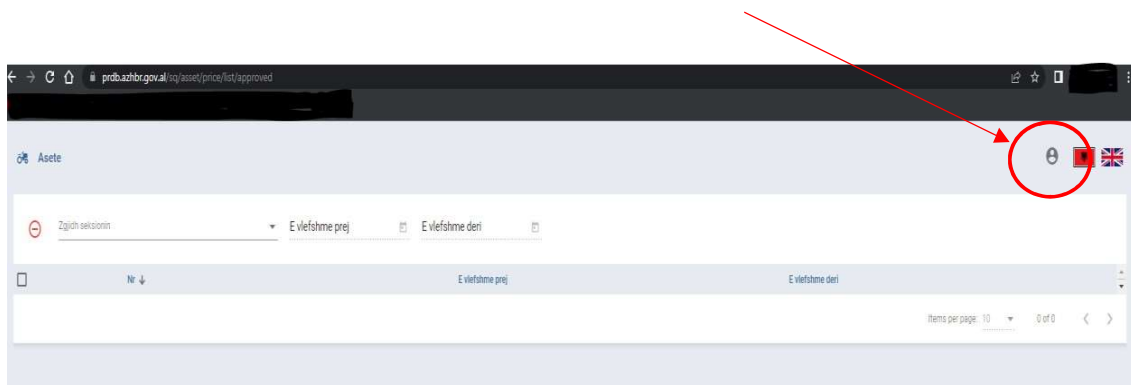 prdb.azhbr.gov.al/sq/asset/price/list/approved
Asete
Zgjidh seksionin E vlefshme prej E vlefshme deri
Nr E vlefshme prej E vlefshme deri
Items per page: 10 0 of 0